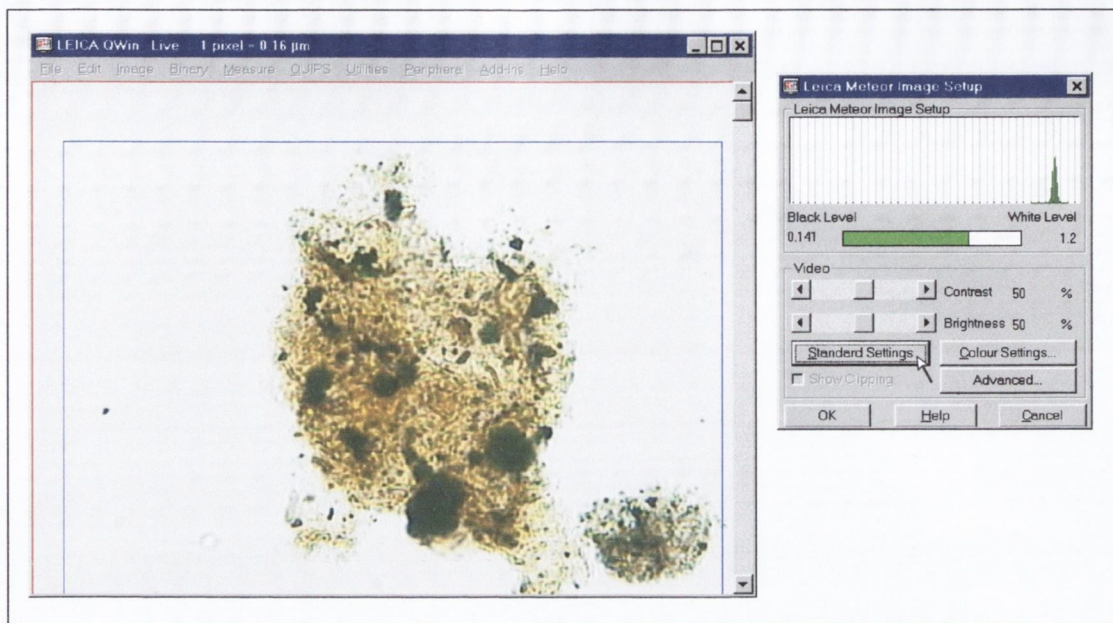 LEICA QWin Live 1 pixel = 0.16 µm
File Edit Image Binary Measure QUIPS Utilities Peripheral Add-Ins Help
Leica Meteor Image Setup
Leica Meteor Image Setup
Black Level White Level
0.141 1.2
Video
Contrast 50 %
Brightness 50 %
Standard Settings Colour Settings...
Show Clipping Advanced...
OK Help Cancel